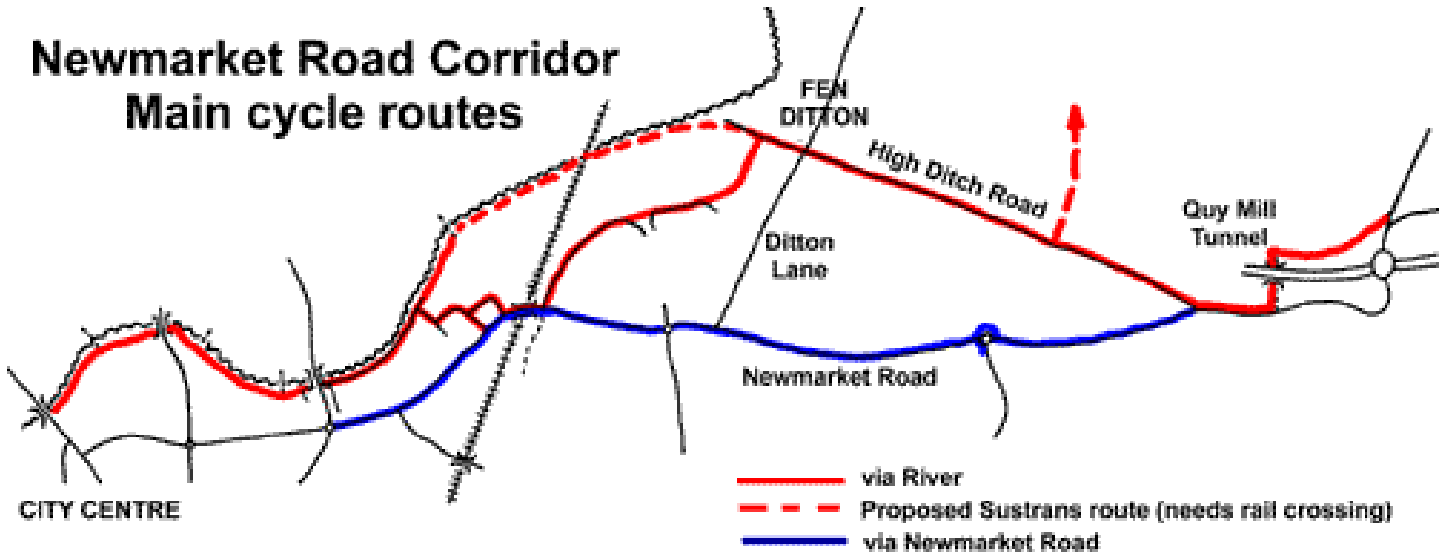 Newmarket Road Corridor
Main cycle routes
FEN
DITTON
High Ditch Road
Quy Mill
Tunnel
Ditton
Lane
Newmarket Road
CITY CENTRE
via River
Proposed Sustrans route (needs rail crossing)
via Newmarket Road